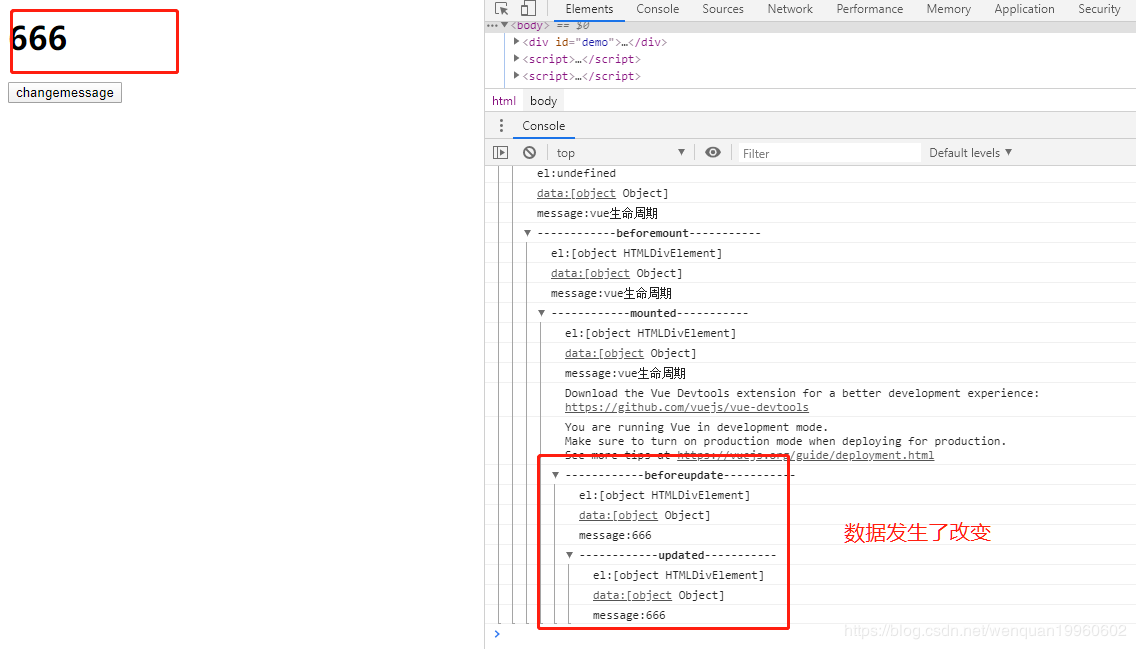 666
changemessage
Elements Console Sources Network Performance Memory Application Security
<body> == $0
<div id="demo">…</div>
<script>…</script>
<script>…</script>
html body
Console
top Filter Default levels
el:undefined
data:[object Object]
message:vue生命周期
------------beforemount-----------
el:[object HTMLDivElement]
data:[object Object]
message:vue生命周期
------------mounted-----------
el:[object HTMLDivElement]
data:[object Object]
message:vue生命周期
Download the Vue Devtools extension for a better development experience:
https://github.com/vuejs/vue-devtools
You are running Vue in development mode.
Make sure to turn on production mode when deploying for production.
See more tips at https://vuejs.org/guide/deployment.html
------------beforeupdate-----------
el:[object HTMLDivElement]
data:[object Object]
message:666
------------updated-----------
el:[object HTMLDivElement]
data:[object Object]
message:666
数据发生了改变
https://blog.csdn.net/wenquan19960602